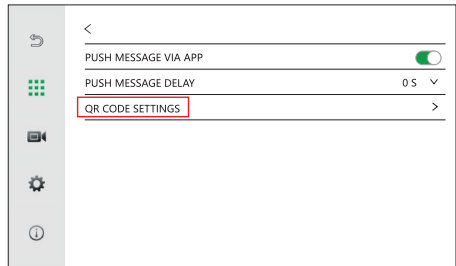 PUSH MESSAGE VIA APP
PUSH MESSAGE DELAY 0 S
QR CODE SETTINGS